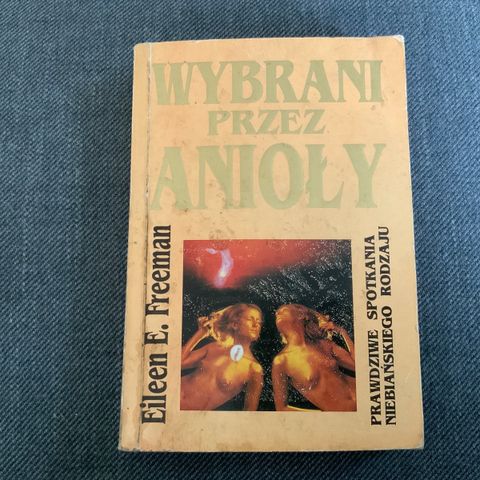 WYBRANI
PRZEZ
ANIOŁY
Eileen E. Freeman
PRAWDZIWE SPOTKANIA
NIEBIAŃSKIEGO RODZAJU